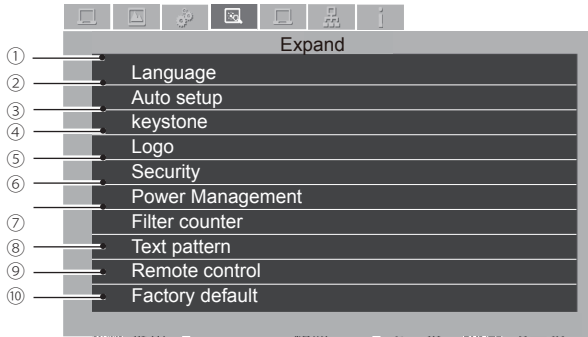 Expand
① Language
② Auto setup
③ keystone
④ Logo
⑤ Security
⑥ Power Management
⑦ Filter counter
⑧ Text pattern
⑨ Remote control
⑩ Factory default